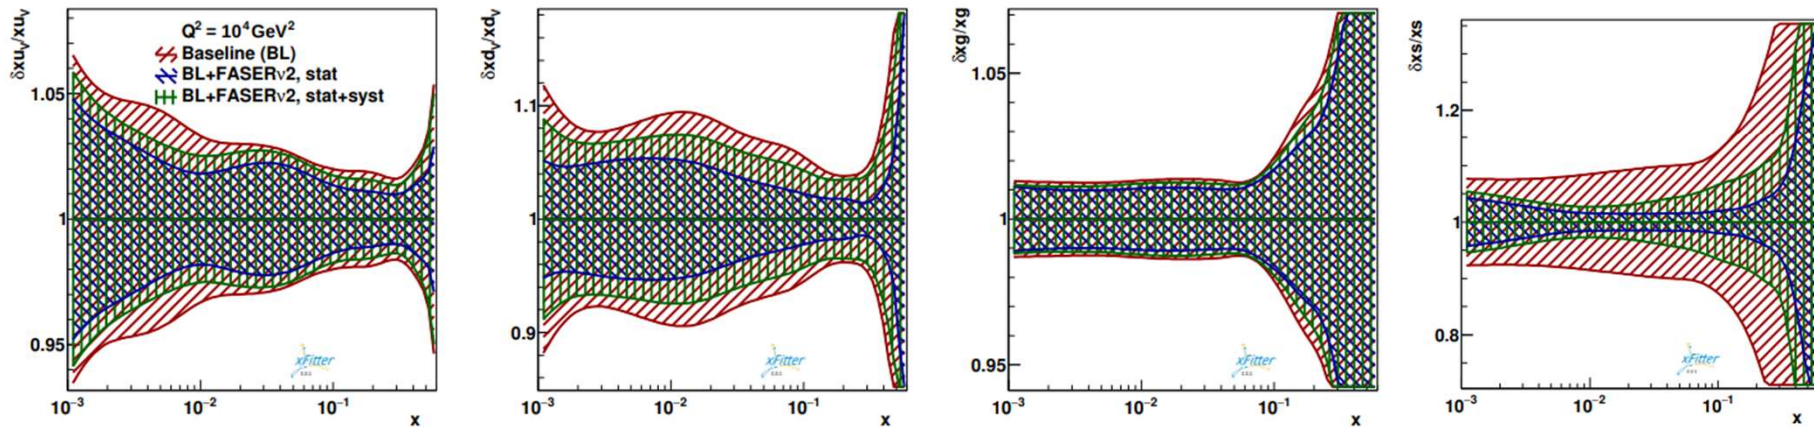 δxu_V/xu_V
Q² = 10⁴ GeV²
Baseline (BL)
BL+FASERν2, stat
BL+FASERν2, stat+syst
1.05
1
0.95
10⁻³
10⁻²
10⁻¹
x
xFitter
δxd_V/xd_V
1.1
1
0.9
10⁻³
10⁻²
10⁻¹
x
xFitter
δxg/xg
1.05
1
0.95
10⁻³
10⁻²
10⁻¹
x
xFitter
δxs/xs
1.2
1
0.8
10⁻³
10⁻²
10⁻¹
x
xFitter